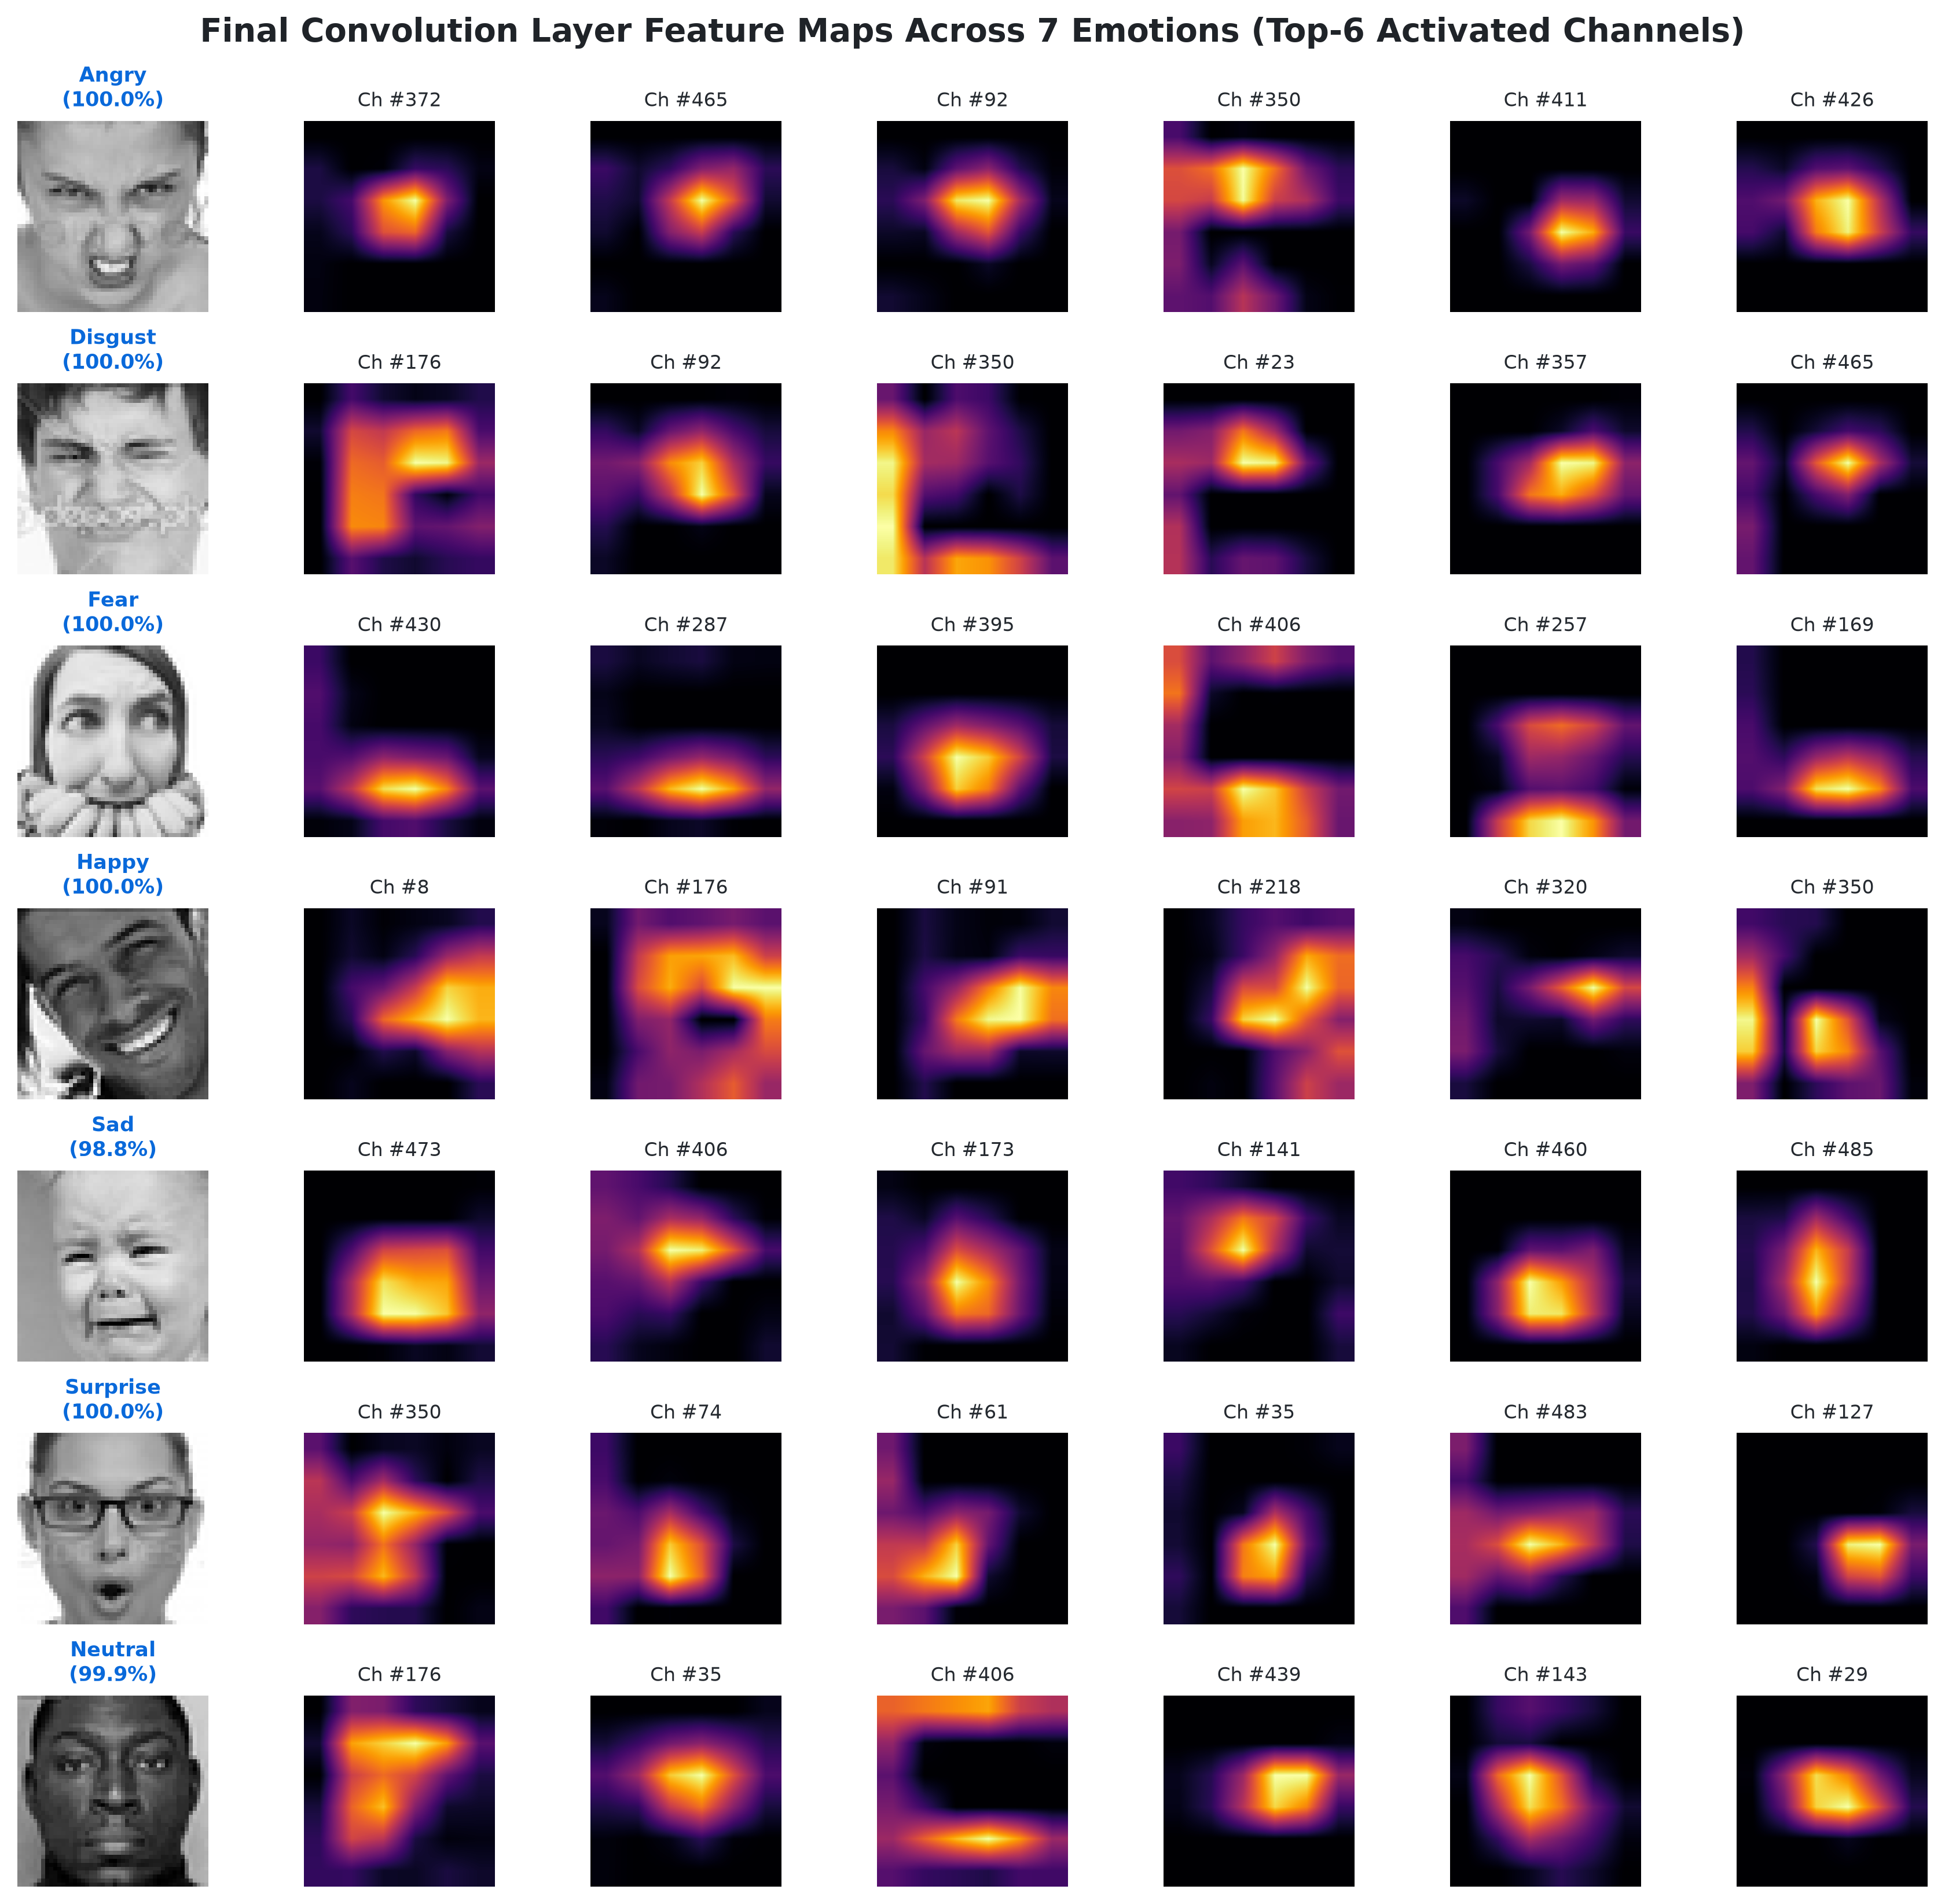 Final Convolution Layer Feature Maps Across 7 Emotions (Top-6 Activated Channels)
Angry
(100.0%)
Ch #372
Ch #465
Ch #92
Ch #350
Ch #411
Ch #426
Disgust
(100.0%)
Ch #176
Ch #92
Ch #350
Ch #23
Ch #357
Ch #465
Fear
(100.0%)
Ch #430
Ch #287
Ch #395
Ch #406
Ch #257
Ch #169
Happy
(100.0%)
Ch #8
Ch #176
Ch #91
Ch #218
Ch #320
Ch #350
Sad
(98.8%)
Ch #473
Ch #406
Ch #173
Ch #141
Ch #460
Ch #485
Surprise
(100.0%)
Ch #350
Ch #74
Ch #61
Ch #35
Ch #483
Ch #127
Neutral
(99.9%)
Ch #176
Ch #35
Ch #406
Ch #439
Ch #143
Ch #29